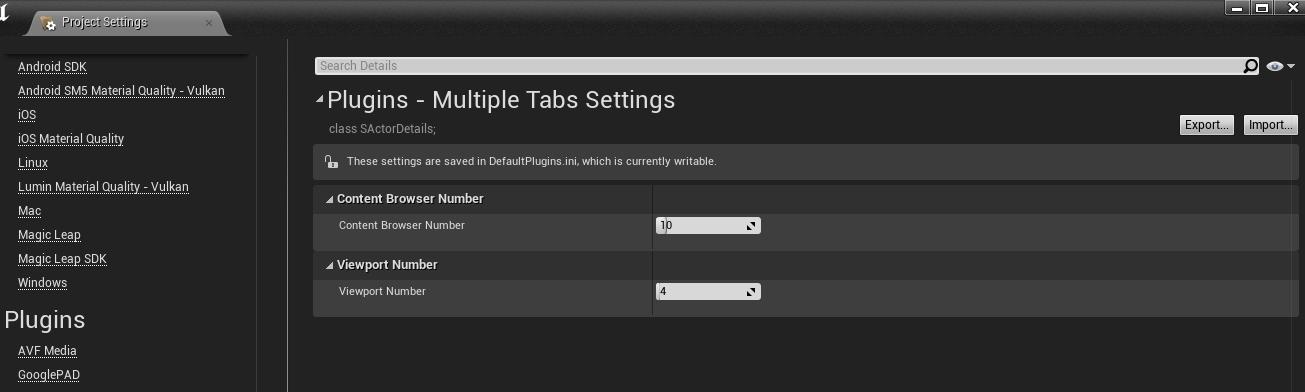 Project Settings
Android SDK
Android SM5 Material Quality - Vulkan
iOS
iOS Material Quality
Linux
Lumin Material Quality - Vulkan
Mac
Magic Leap
Magic Leap SDK
Windows
Plugins
AVF Media
GooglePAD
Search Details
Plugins - Multiple Tabs Settings
class SActorDetails;
Export... Import...
These settings are saved in DefaultPlugins.ini, which is currently writable.
Content Browser Number
Content Browser Number 10
Viewport Number
Viewport Number 4